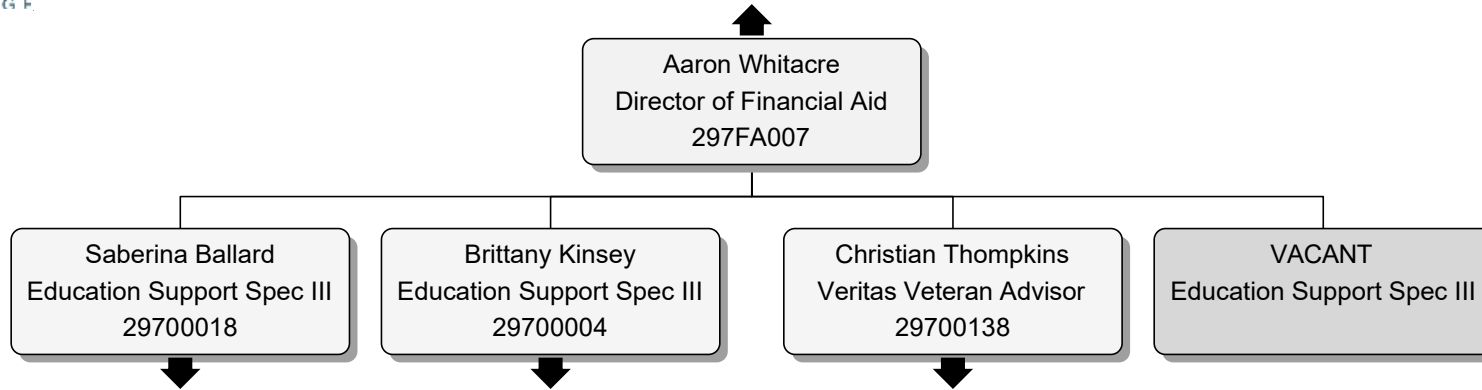 Aaron Whitacre
Director of Financial Aid
297FA007
Saberina Ballard
Education Support Spec III
29700018
Brittany Kinsey
Education Support Spec III
29700004
Christian Thompkins
Veritas Veteran Advisor
29700138
VACANT
Education Support Spec III